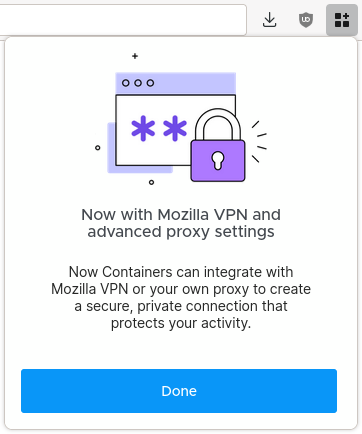 Now with Mozilla VPN and
advanced proxy settings
Now Containers can integrate with
Mozilla VPN or your own proxy to create
a secure, private connection that
protects your activity.
Done